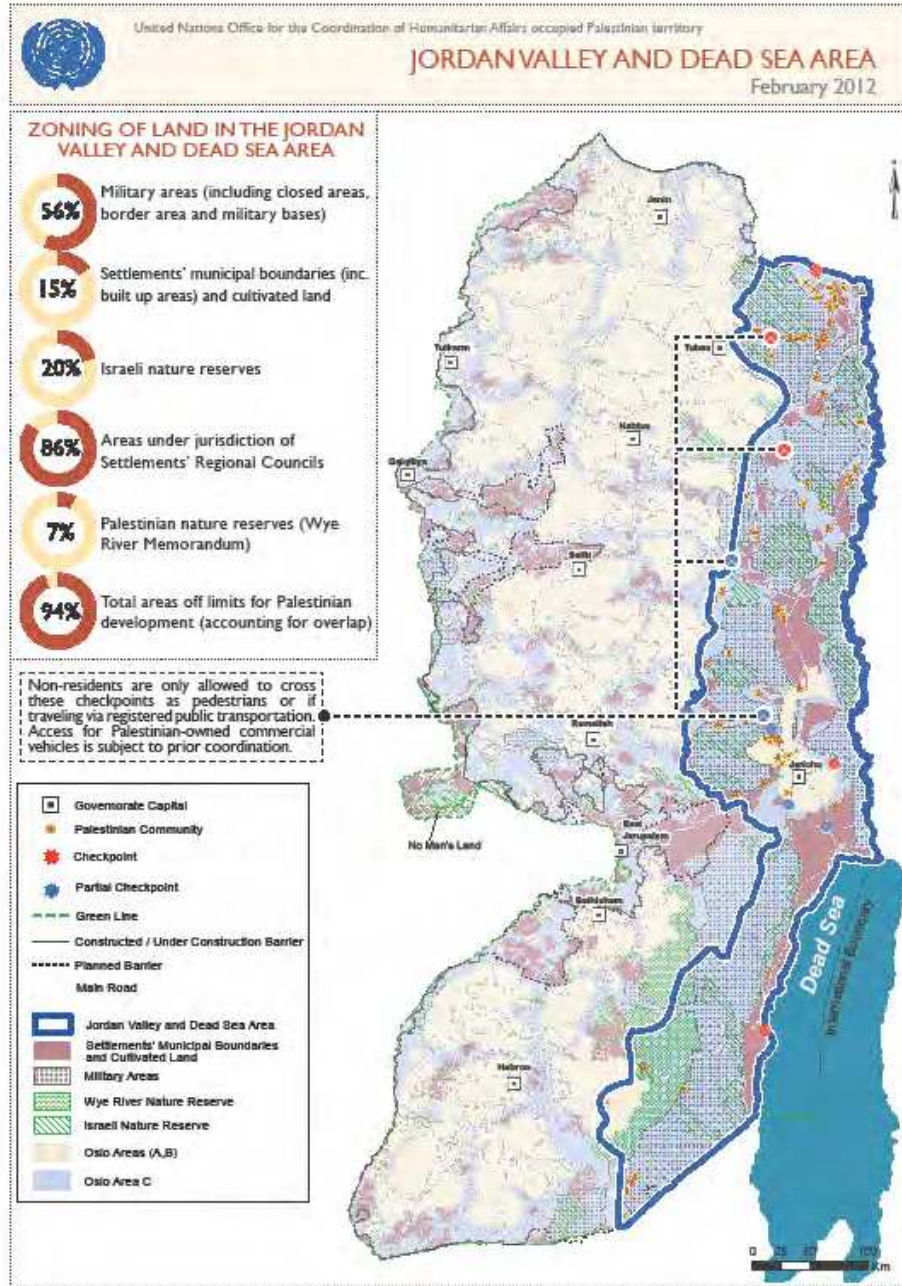 United Nations Office for the Coordination of Humanitarian Affairs occupied Palestinian territory
JORDAN VALLEY AND DEAD SEA AREA
February 2012
ZONING OF LAND IN THE JORDAN
VALLEY AND DEAD SEA AREA
56%
Military areas (including closed areas,
border area and military bases)
15%
Settlements' municipal boundaries (inc.
built up areas) and cultivated land
20%
Israeli nature reserves
86%
Areas under jurisdiction of
Settlements' Regional Councils
7%
Palestinian nature reserves (Wye
River Memorandum)
94%
Total areas off limits for Palestinian
development (accounting for overlap)
Non-residents are only allowed to cross
these checkpoints as pedestrians or if
traveling via registered public transportation.
Access for Palestinian-owned commercial
vehicles is subject to prior coordination.
Governorate Capital
Palestinian Community
Checkpoint
Partial Checkpoint
Green Line
Constructed / Under Construction Barrier
Planned Barrier
Main Road
Jordan Valley and Dead Sea Area
Settlements' Municipal Boundaries
and Cultivated Land
Military Areas
Wye River Nature Reserve
Israeli Nature Reserve
Oslo Areas (A,B)
Oslo Area C
Jenin
Tubas
Tulkarm
Nablus
Salfit
Ramallah
Jericho
No Man's Land
East
Jerusalem
Bethlehem
Hebron
Dead Sea
International Boundary
Km